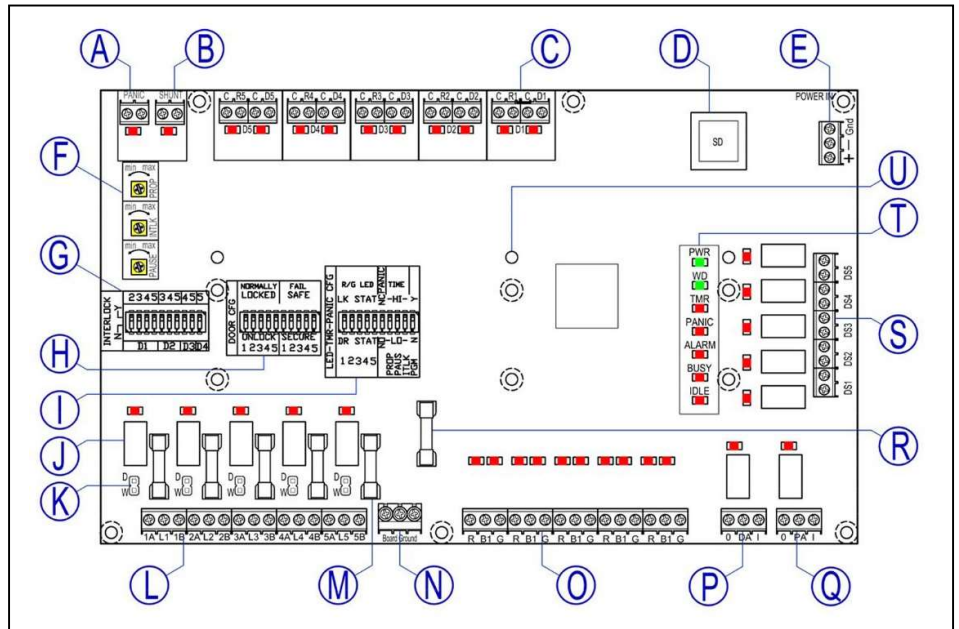 A B C D E
PANIC SHUNT C R5 C D5 C R4 C D4 C R3 C D3 C R2 C D2 C R1 C D1 POWER IN
D5 D4 D3 D2 D1
+ − Gnd
SD
F
min max
PROP
min max
INTLK
min max
PAUSE
U
T
G
INTERLOCK
N Y
2345 345 45 5
D1 D2 D3 D4
DOOR CFG
NORMALLY LOCKED
FAIL SAFE
UNLOCK SECURE
12345 12345
LED-TMR-PANIC CFG
R/G LED
NC PANIC
TIME
LK STAT
-HI- Y
DR STAT
NO
-LO- N
12345
PROP
PAUS
ITLK
PGM
PWR
WD
TMR
PANIC
ALARM
BUSY
IDLE
DS5
DS4
DS3
DS2
DS1
S
H
I
J
K
R
D D D D D
W W W W W
1A L1 1B 2A L2 2B 3A L3 3B 4A L4 4B 5A L5 5B
Board Ground
R B1 G R B1 G R B1 G R B1 G R B1 G
0 DA I
0 PA I
L M N O P Q